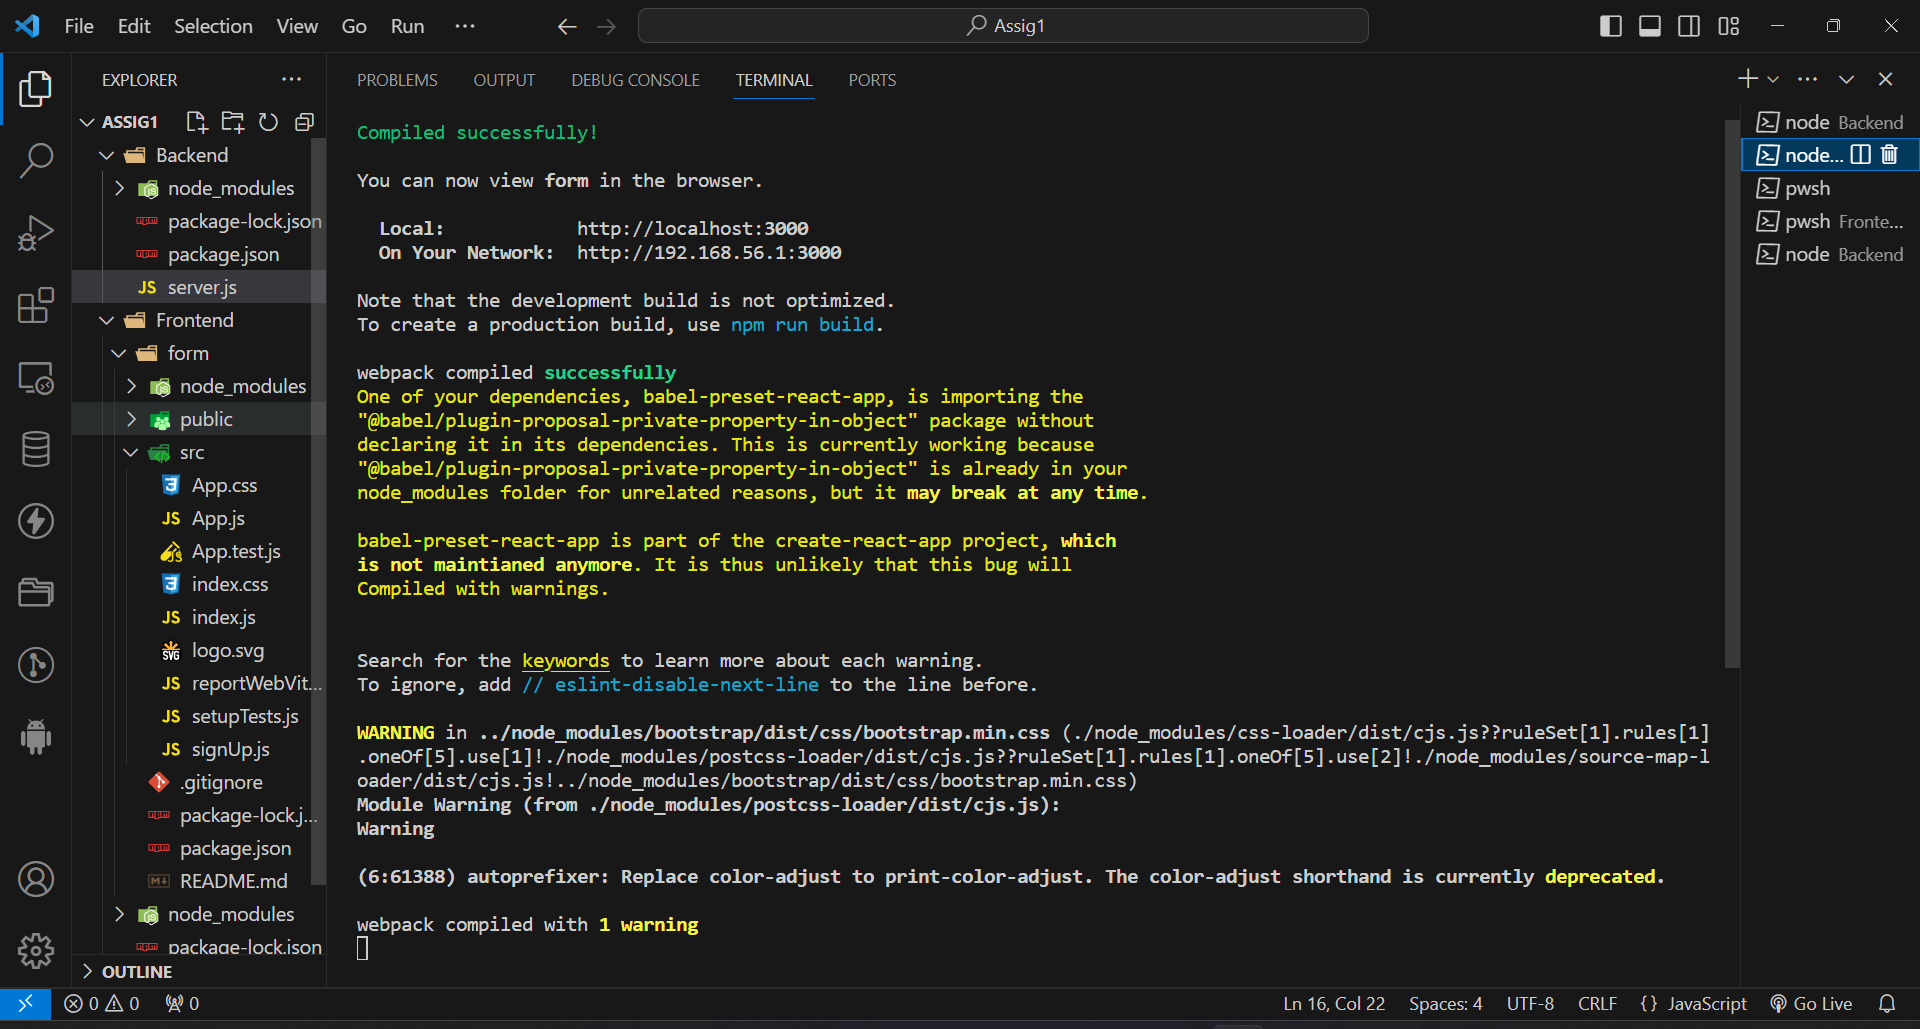 File Edit Selection View Go Run ···
Assig1
EXPLORER ···
ASSIG1
Backend
node_modules
package-lock.json
package.json
JS server.js
Frontend
form
node_modules
public
src
App.css
JS App.js
App.test.js
index.css
JS index.js
SVG logo.svg
JS reportWebVit...
JS setupTests.js
JS signUp.js
.gitignore
package-lock.j...
package.json
README.md
node_modules
package-lock.json
OUTLINE
PROBLEMS OUTPUT DEBUG CONSOLE TERMINAL PORTS
Compiled successfully!
You can now view form in the browser.
Local: http://localhost:3000
On Your Network: http://192.168.56.1:3000
Note that the development build is not optimized.
To create a production build, use npm run build.
webpack compiled successfully
One of your dependencies, babel-preset-react-app, is importing the
"@babel/plugin-proposal-private-property-in-object" package without
declaring it in its dependencies. This is currently working because
"@babel/plugin-proposal-private-property-in-object" is already in your
node_modules folder for unrelated reasons, but it may break at any time.
babel-preset-react-app is part of the create-react-app project, which
is not maintianed anymore. It is thus unlikely that this bug will
Compiled with warnings.
Search for the keywords to learn more about each warning.
To ignore, add // eslint-disable-next-line to the line before.
WARNING in ../node_modules/bootstrap/dist/css/bootstrap.min.css (./node_modules/css-loader/dist/cjs.js??ruleSet[1].rules[1]
.oneOf[5].use[1]!./node_modules/postcss-loader/dist/cjs.js??ruleSet[1].rules[1].oneOf[5].use[2]!./node_modules/source-map-l
oader/dist/cjs.js!../node_modules/bootstrap/dist/css/bootstrap.min.css)
Module Warning (from ./node_modules/postcss-loader/dist/cjs.js):
Warning
(6:61388) autoprefixer: Replace color-adjust to print-color-adjust. The color-adjust shorthand is currently deprecated.
webpack compiled with 1 warning
node Backend
node...
pwsh
pwsh Fronte...
node Backend
0 0 0
Ln 16, Col 22 Spaces: 4 UTF-8 CRLF {} JavaScript Go Live